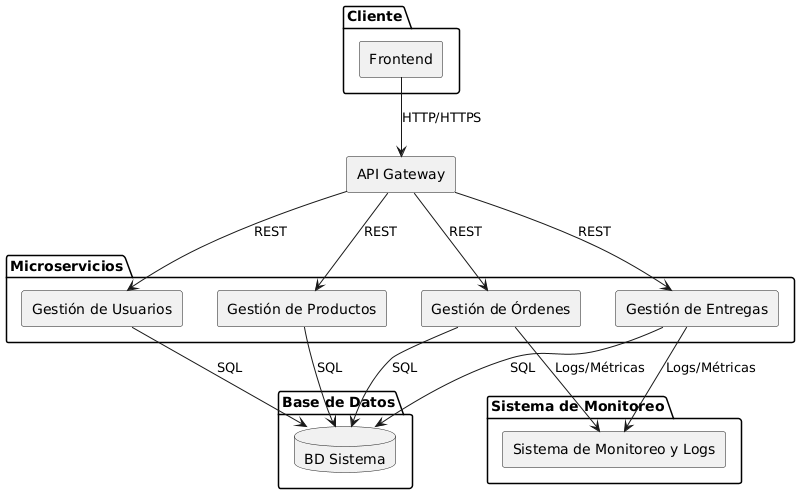 Cliente
Frontend
HTTP/HTTPS
API Gateway
REST
REST
REST
REST
Microservicios
Gestión de Usuarios
Gestión de Productos
Gestión de Órdenes
Gestión de Entregas
SQL
SQL
SQL
SQL
Logs/Métricas
Logs/Métricas
Base de Datos
BD Sistema
Sistema de Monitoreo
Sistema de Monitoreo y Logs